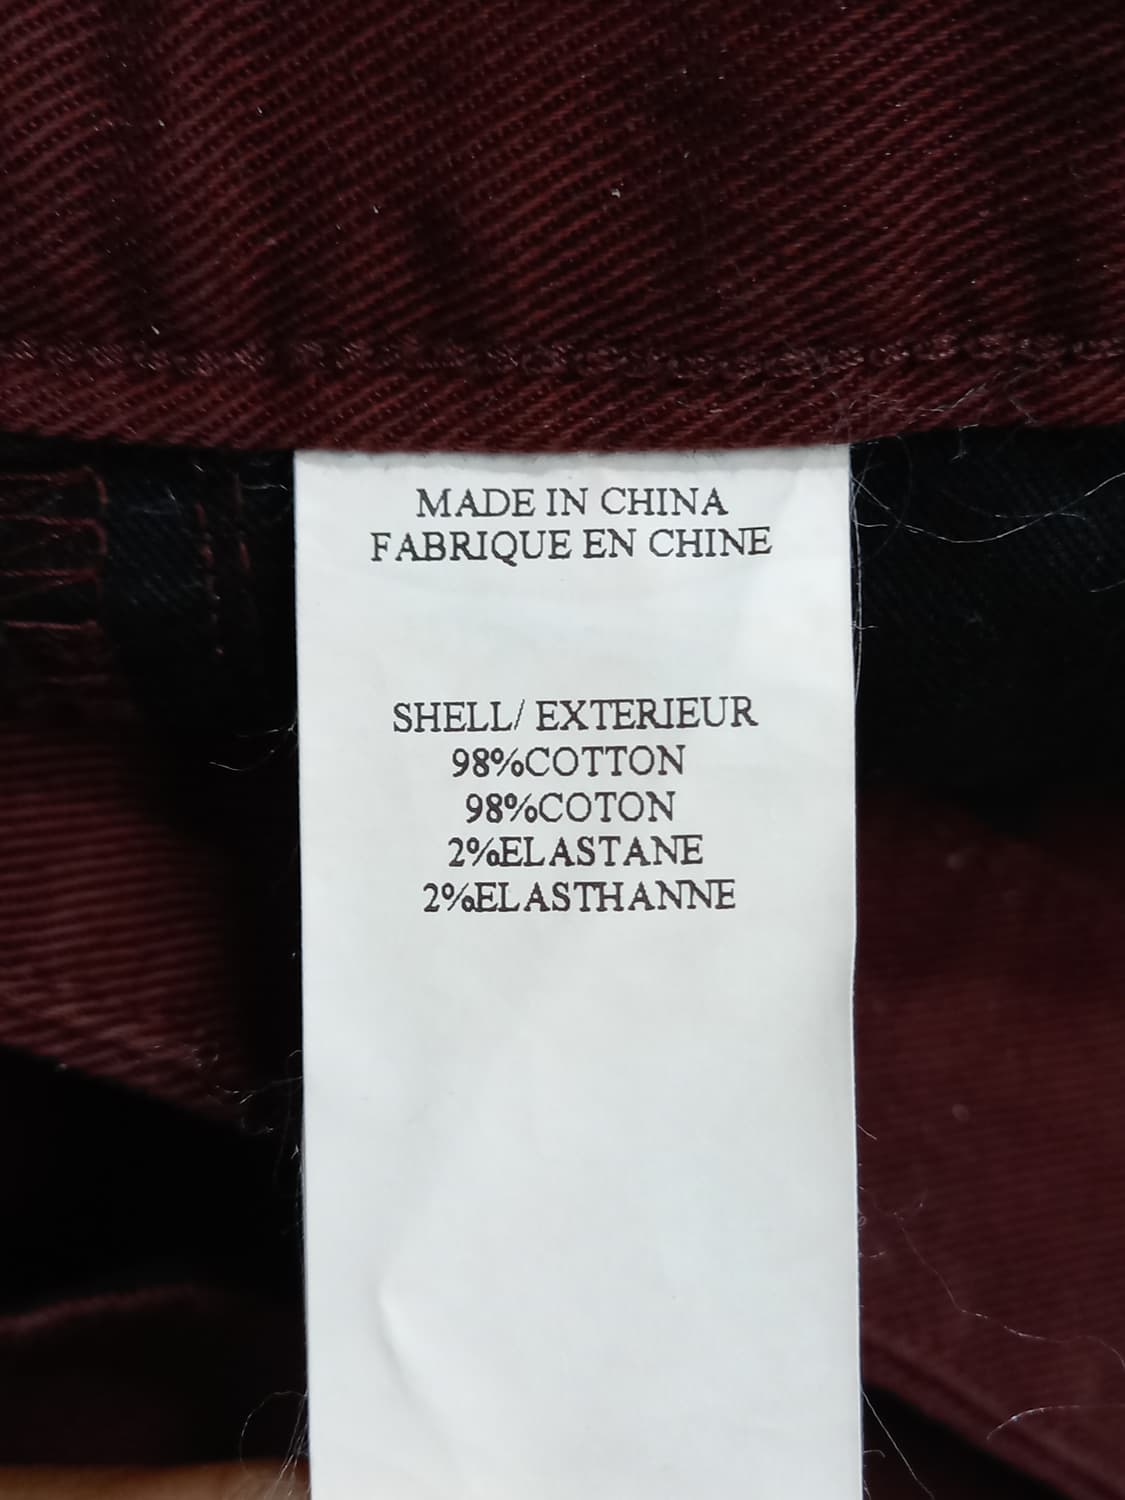 MADE IN CHINA
FABRIQUE EN CHINE
SHELL/ EXTERIEUR
98%COTTON
98%COTON
2%ELASTANE
2%ELASTHANNE